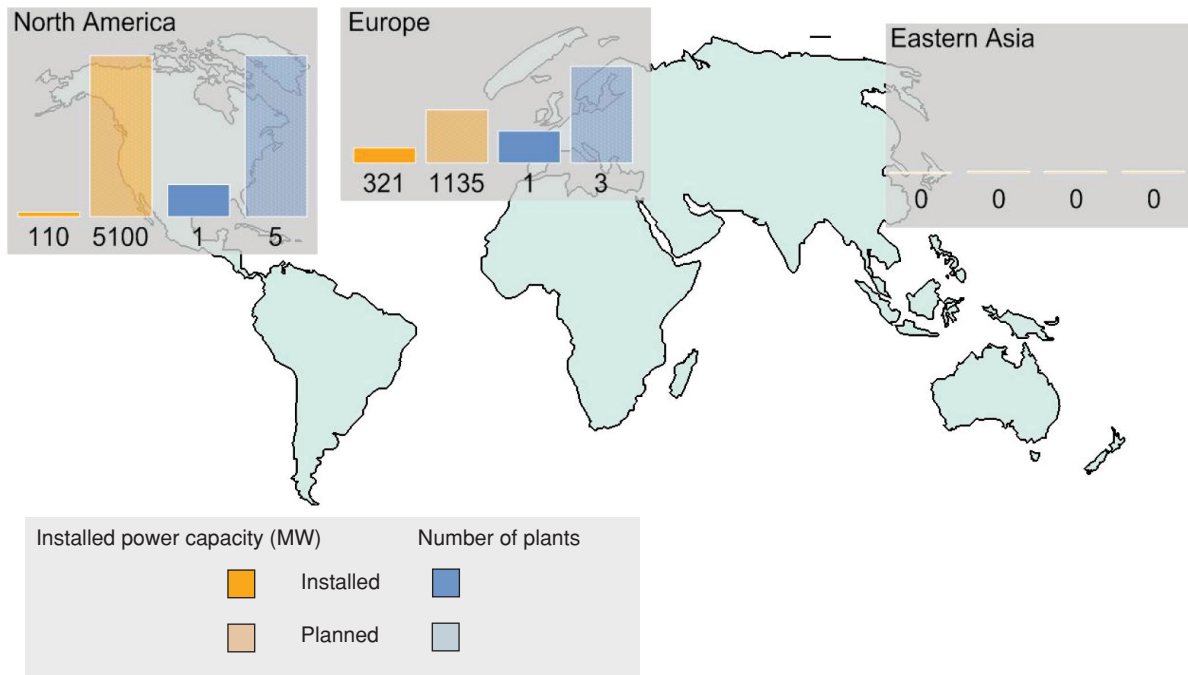 North America
110 5100 1 5
Europe
321 1135 1 3
Eastern Asia
0 0 0 0
Installed power capacity (MW) Number of plants
Installed
Planned